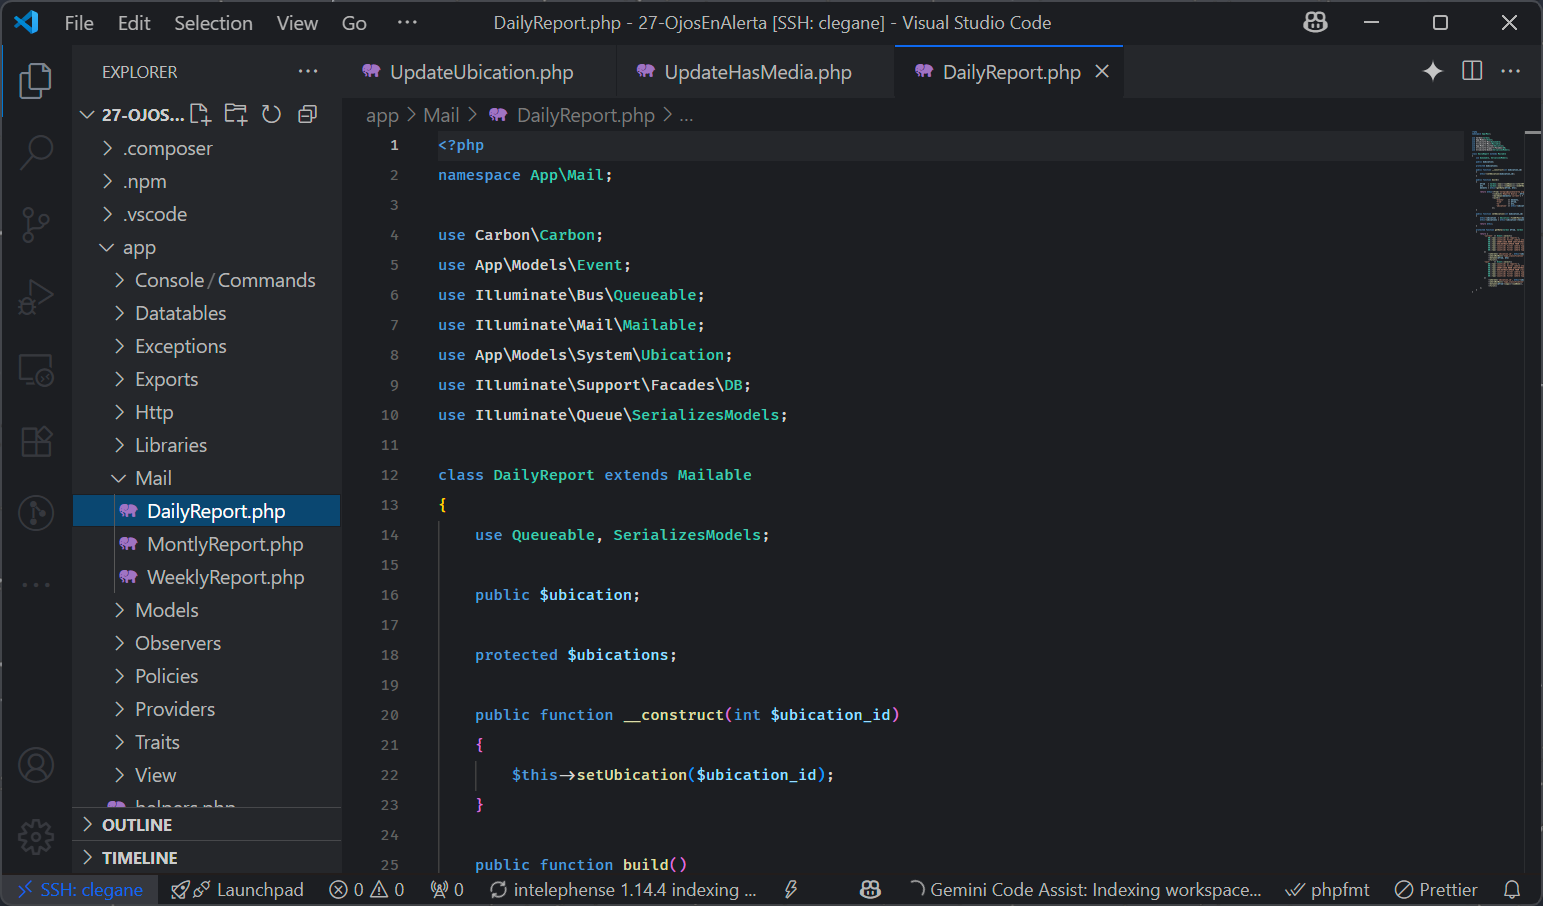 File Edit Selection View Go ··· DailyReport.php - 27-OjosEnAlerta [SSH: clegane] - Visual Studio Code
EXPLORER ···
27-OJOS...
.composer
.npm
.vscode
app
Console/Commands
Datatables
Exceptions
Exports
Http
Libraries
Mail
DailyReport.php
MontlyReport.php
WeeklyReport.php
Models
Observers
Policies
Providers
Traits
View
helpers.php
OUTLINE
TIMELINE
UpdateUbication.php UpdateHasMedia.php DailyReport.php
app > Mail > DailyReport.php > ...
1 <?php
2 namespace App\Mail;
3
4 use Carbon\Carbon;
5 use App\Models\Event;
6 use Illuminate\Bus\Queueable;
7 use Illuminate\Mail\Mailable;
8 use App\Models\System\Ubication;
9 use Illuminate\Support\Facades\DB;
10 use Illuminate\Queue\SerializesModels;
11
12 class DailyReport extends Mailable
13 {
14 use Queueable, SerializesModels;
15
16 public $ubication;
17
18 protected $ubications;
19
20 public function __construct(int $ubication_id)
21 {
22 $this->setUbication($ubication_id);
23 }
24
25 public function build()
SSH: clegane Launchpad 0 0 0 intelephense 1.14.4 indexing ... Gemini Code Assist: Indexing workspace... phpfmt Prettier